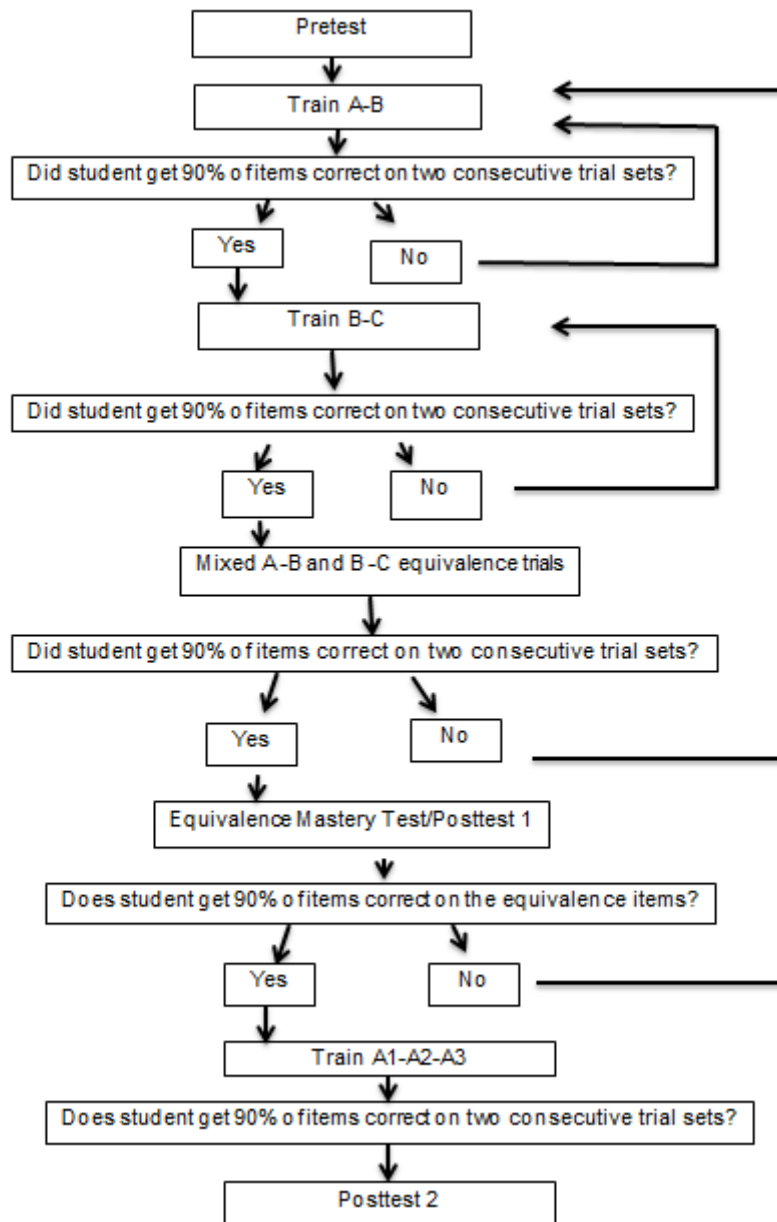 Pretest
Train A-B
Did student get 90% of items correct on two consecutive trial sets?
Yes
No
Train B-C
Did student get 90% of items correct on two consecutive trial sets?
Yes
No
Mixed A-B and B-C equivalence trials
Did student get 90% of items correct on two consecutive trial sets?
Yes
No
Equivalence Mastery Test/Posttest 1
Does student get 90% of items correct on the equivalence items?
Yes
No
Train A1-A2-A3
Does student get 90% of items correct on two consecutive trial sets?
Posttest 2